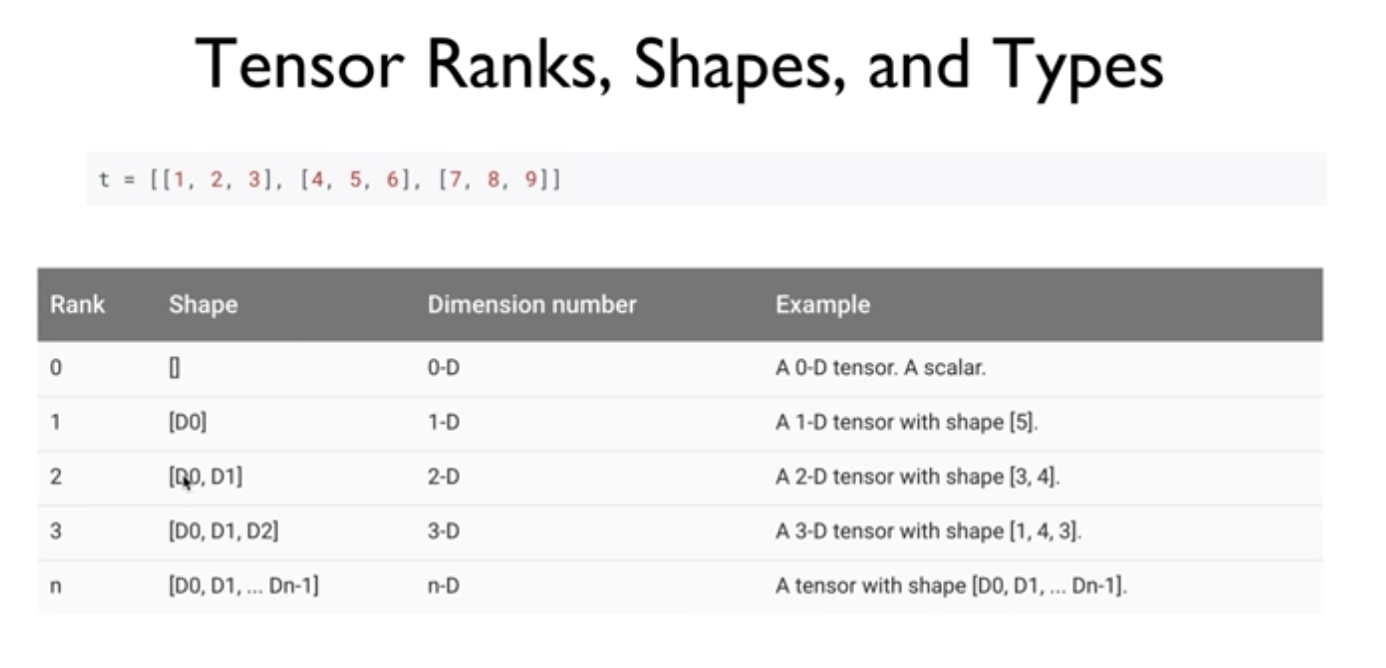 Tensor Ranks, Shapes, and Types
t = [[1, 2, 3], [4, 5, 6], [7, 8, 9]]
Rank Shape Dimension number Example
0 [] 0-D A 0-D tensor. A scalar.
1 [D0] 1-D A 1-D tensor with shape [5].
2 [D0, D1] 2-D A 2-D tensor with shape [3, 4].
3 [D0, D1, D2] 3-D A 3-D tensor with shape [1, 4, 3].
n [D0, D1, ... Dn-1] n-D A tensor with shape [D0, D1, ... Dn-1].